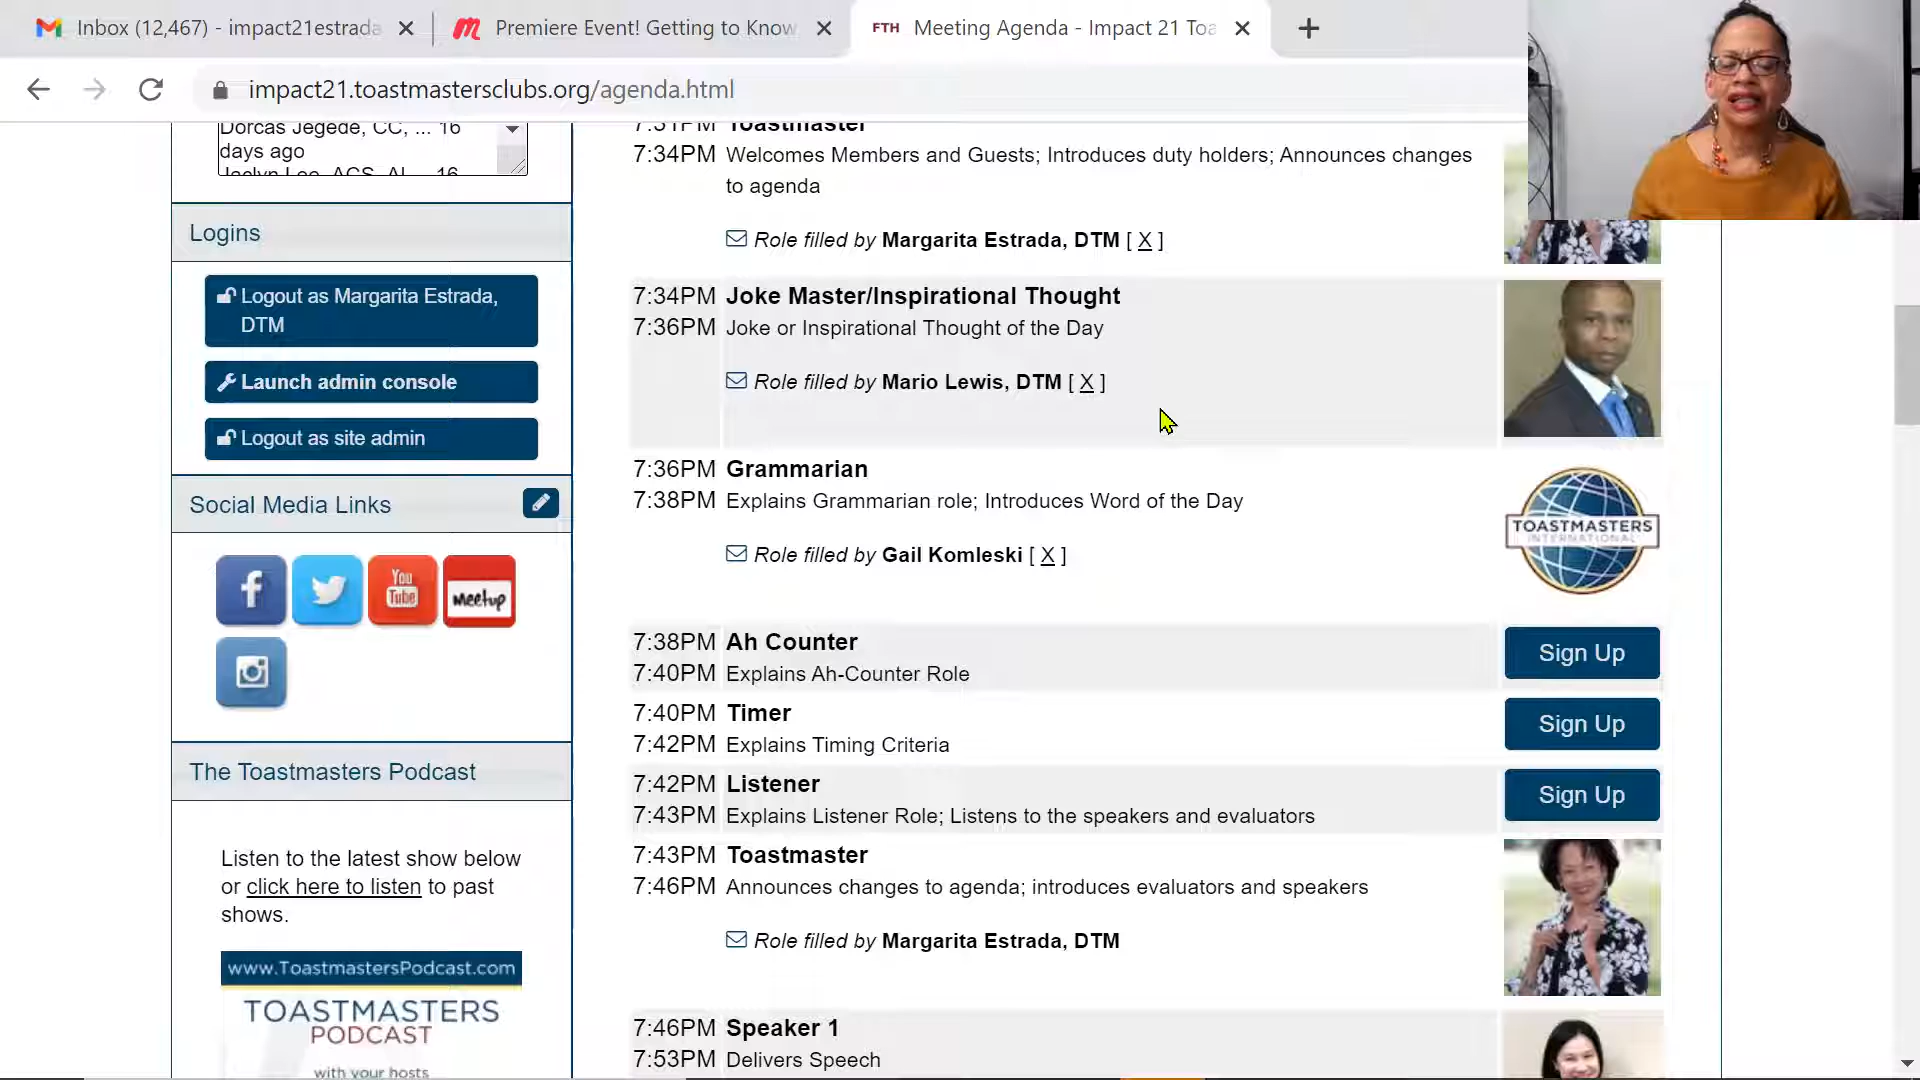 Inbox (12,467) - impact21estrada
Premiere Event! Getting to Know
FTH Meeting Agenda - Impact 21 Toa
impact21.toastmastersclubs.org/agenda.html
Dorcas Jegede, CC, ... 16
days ago
Jaclyn Lee, ACS, AL... 16
Logins
Logout as Margarita Estrada,
DTM
Launch admin console
Logout as site admin
Social Media Links
f
You
Tube
meetup
The Toastmasters Podcast
Listen to the latest show below
or click here to listen to past
shows.
www.ToastmastersPodcast.com
TOASTMASTERS
PODCAST
with your hosts
7:31PM Toastmaster
7:34PM Welcomes Members and Guests; Introduces duty holders; Announces changes
to agenda
Role filled by Margarita Estrada, DTM [ X ]
7:34PM Joke Master/Inspirational Thought
7:36PM Joke or Inspirational Thought of the Day
Role filled by Mario Lewis, DTM [ X ]
7:36PM Grammarian
7:38PM Explains Grammarian role; Introduces Word of the Day
Role filled by Gail Komleski [ X ]
TOASTMASTERS
INTERNATIONAL
7:38PM Ah Counter
7:40PM Explains Ah-Counter Role
Sign Up
7:40PM Timer
7:42PM Explains Timing Criteria
Sign Up
7:42PM Listener
7:43PM Explains Listener Role; Listens to the speakers and evaluators
Sign Up
7:43PM Toastmaster
7:46PM Announces changes to agenda; introduces evaluators and speakers
Role filled by Margarita Estrada, DTM
7:46PM Speaker 1
7:53PM Delivers Speech